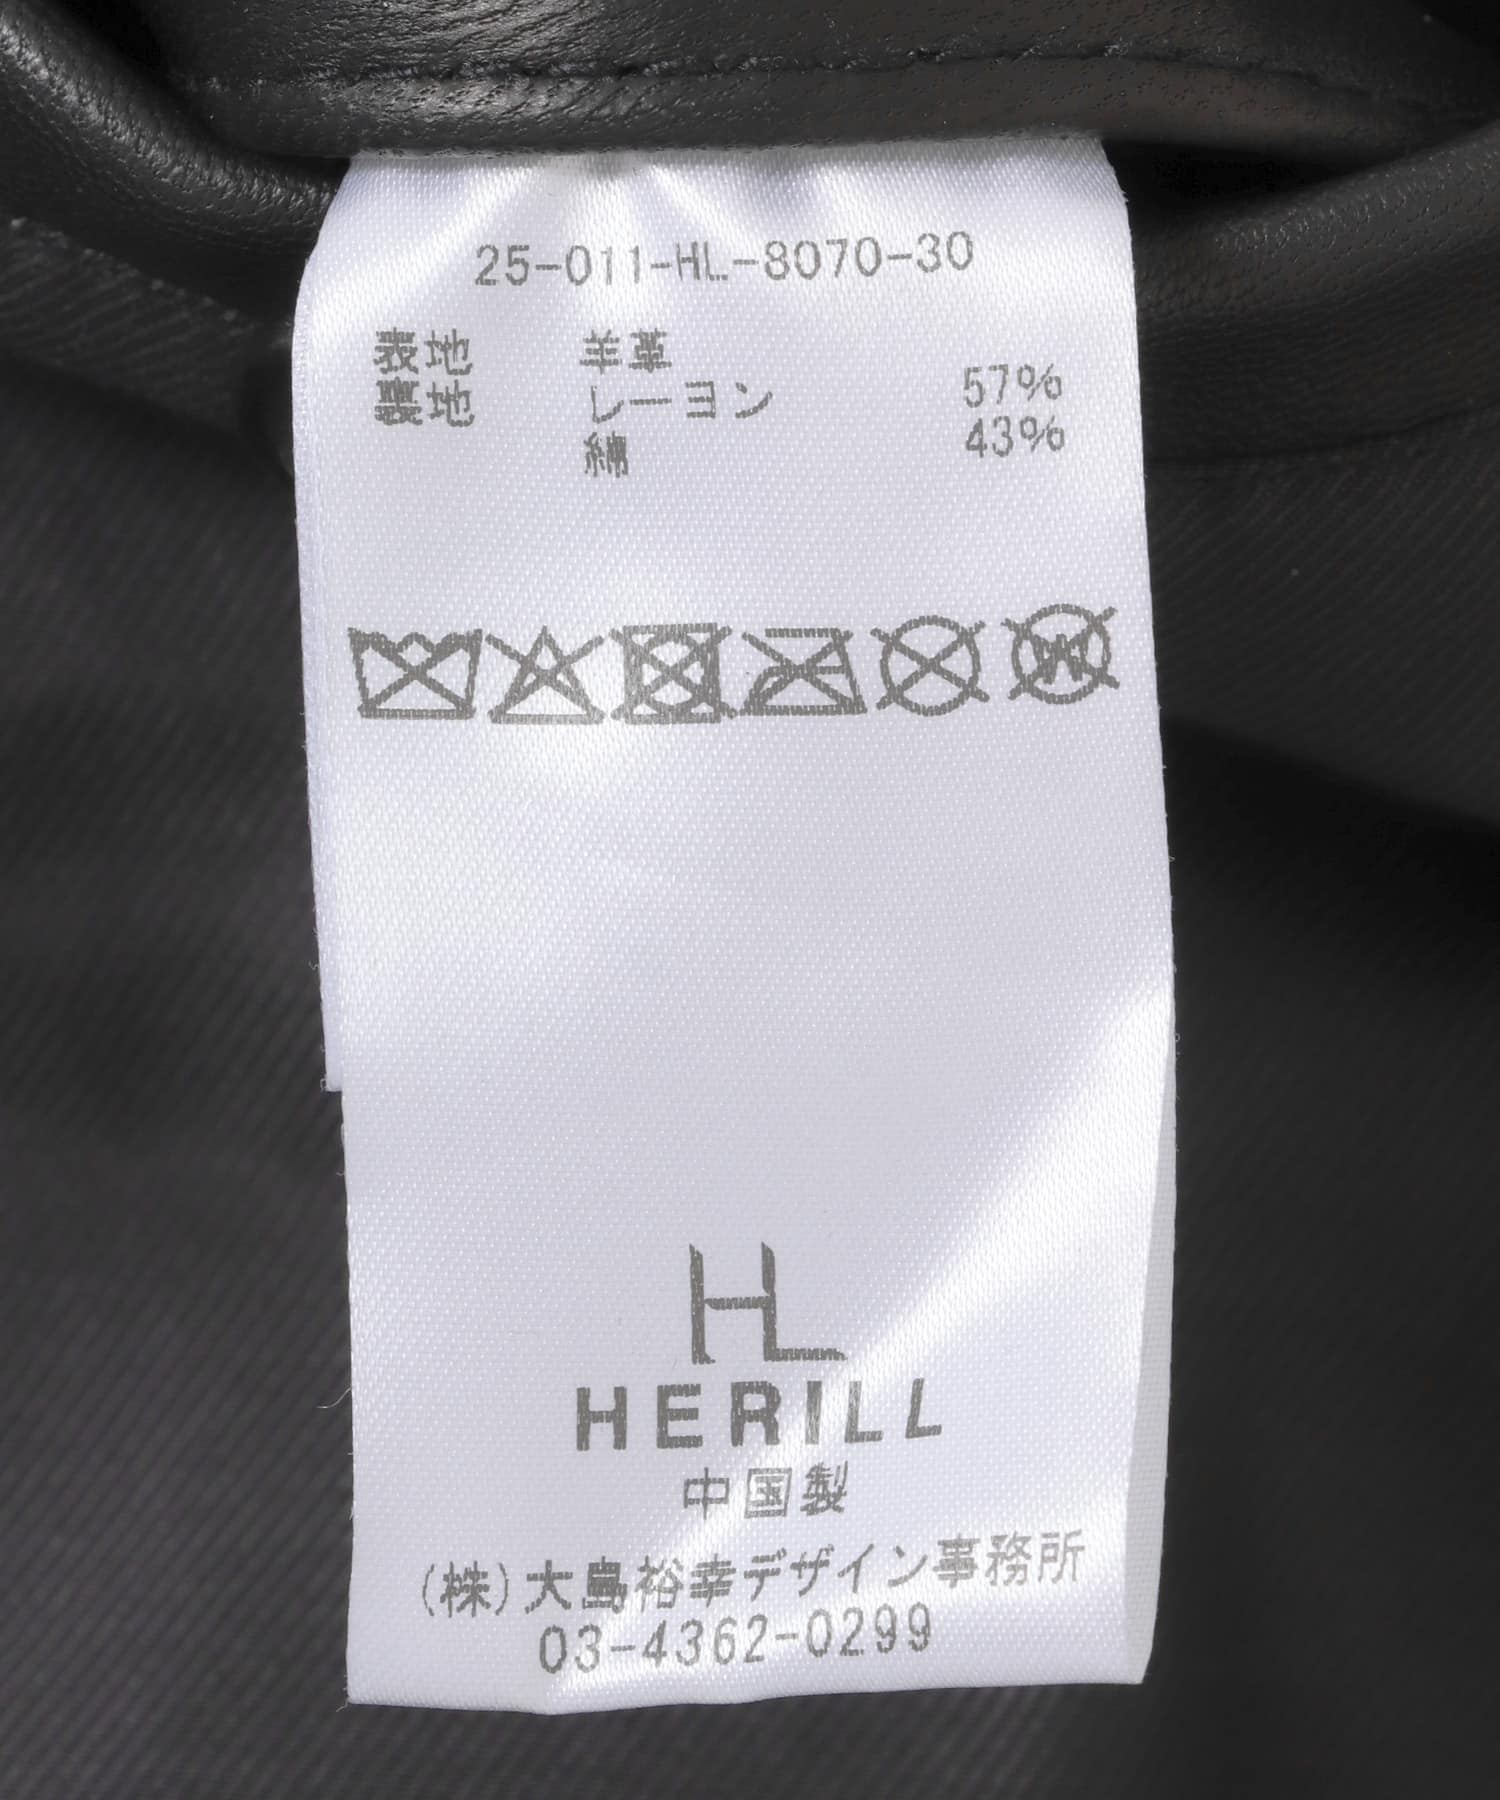 25-011-HL-8070-30
表地 羊革
裏地 レーヨン 57%
綿 43%
HL
HERILL
中国製
(株)大島裕幸デザイン事務所
03-4362-0299